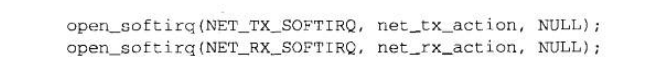 open_softirq(NET_TX_SOFTIRQ, net_tx_action, NULL);
open_softirq(NET_RX_SOFTIRQ, net_rx_action, NULL);